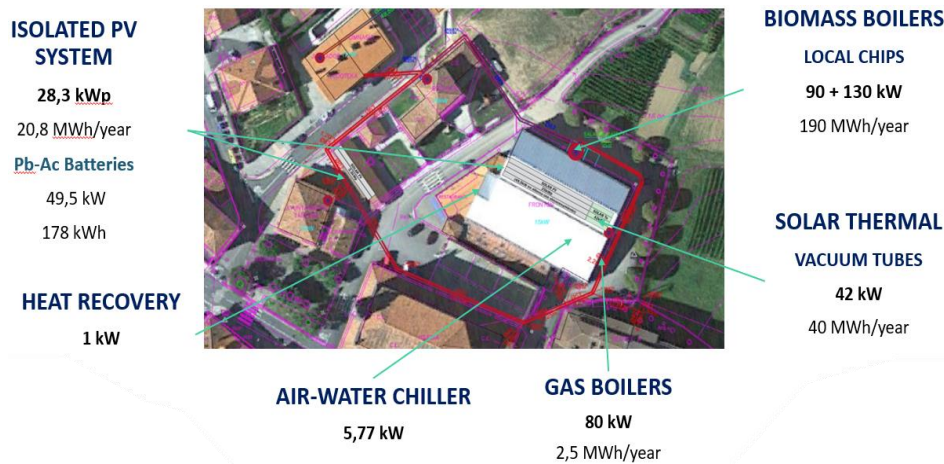 ISOLATED PV
SYSTEM
28,3 kWp
20,8 MWh/year
Pb-Ac Batteries
49,5 kW
178 kWh
HEAT RECOVERY
1 kW
AIR-WATER CHILLER
5,77 kW
GAS BOILERS
80 kW
2,5 MWh/year
BIOMASS BOILERS
LOCAL CHIPS
90 + 130 kW
190 MWh/year
SOLAR THERMAL
VACUUM TUBES
42 kW
40 MWh/year